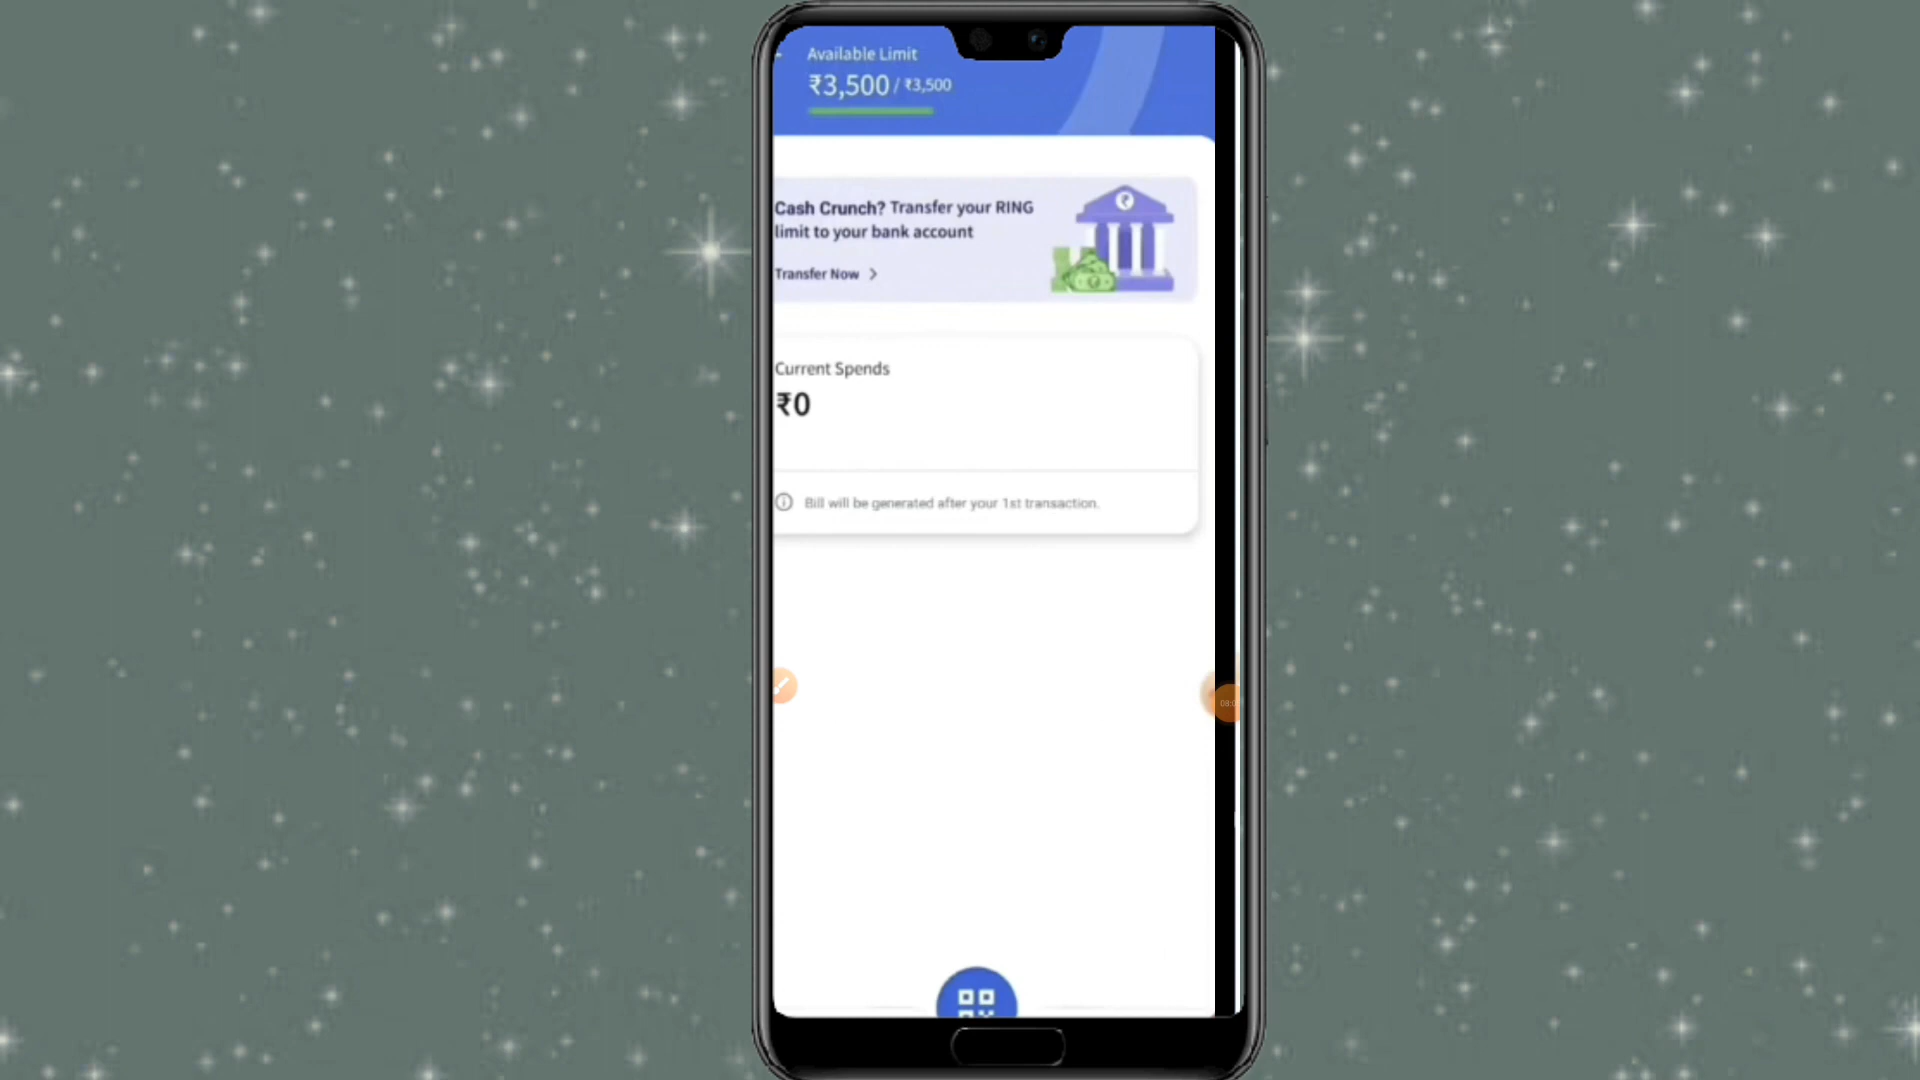 Available Limit
₹3,500 / ₹3,500
Cash Crunch? Transfer your RING
limit to your bank account
Transfer Now
Current Spends
₹0
Bill will be generated after your 1st transaction.